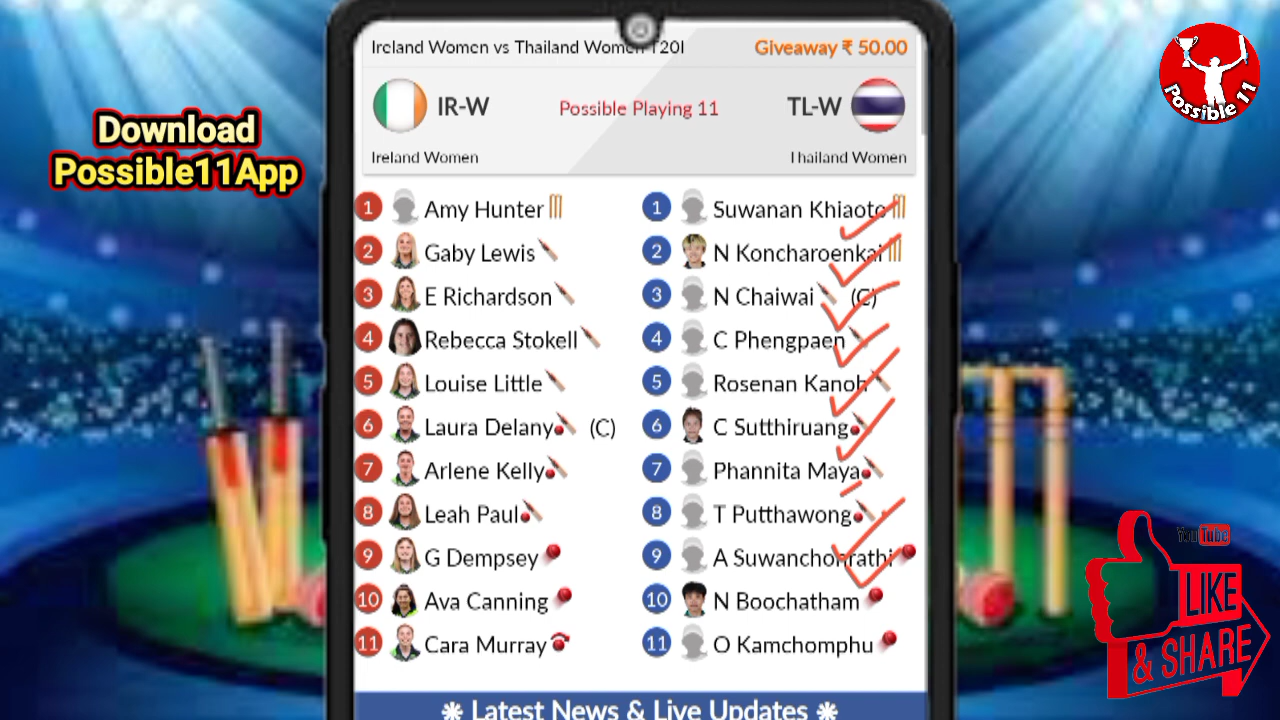 Ireland Women vs Thailand Women T20I
Giveaway ₹ 50.00
IR-W
Possible Playing 11
TL-W
Ireland Women
Thailand Women
Download
Possible11App
Possible 11
1 Amy Hunter
2 Gaby Lewis
3 E Richardson
4 Rebecca Stokell
5 Louise Little
6 Laura Delany (C)
7 Arlene Kelly
8 Leah Paul
9 G Dempsey
10 Ava Canning
11 Cara Murray
1 Suwanan Khiaoto
2 N Koncharoenkai
3 N Chaiwai (C)
4 C Phengpaen
5 Rosenan Kanoh
6 C Sutthiruang
7 Phannita Maya
8 T Putthawong
9 A Suwanchonrathi
10 N Boochatham
11 O Kamchomphu
YouTube
LIKE
& SHARE
Latest News & Live Updates